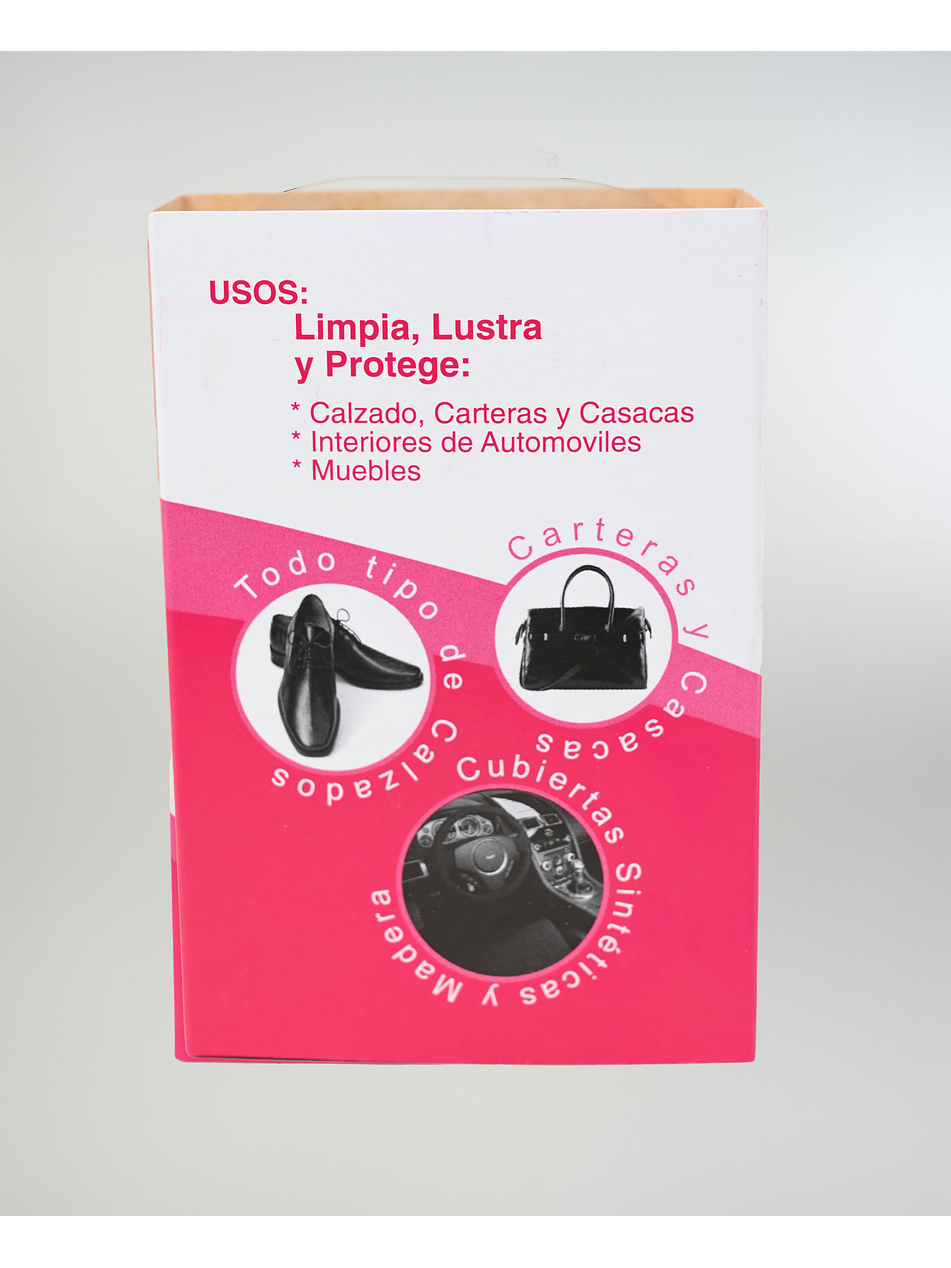 USOS:
Limpia, Lustra
y Protege:
* Calzado, Carteras y Casacas
* Interiores de Automoviles
* Muebles
Todo tipo de Calzados
Carteras y Casacas
Cubiertas Sintéticas y Madera